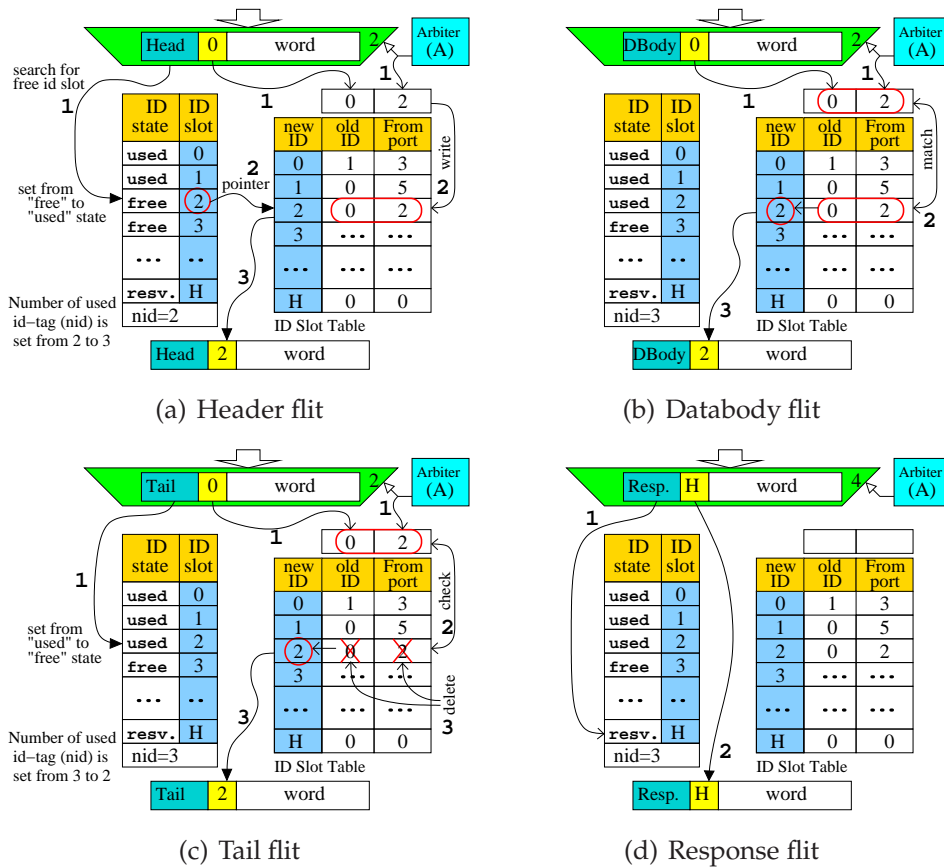 Head 0 word 2
Arbiter
(A)
search for
free id slot
1
1
1
0 2
ID
state
ID
slot
new
ID
old
ID
From
port
write
used 0
used 1
free 2
free 3
... ..
resv. H
nid=2
set from
"free" to
"used" state
2
pointer
0 1 3
1 0 5
2 0 2
3 ... ...
... ... ...
H 0 0
2
3
ID Slot Table
Number of used
id-tag (nid) is
set from 2 to 3
Head 2 word
(a) Header flit
DBody 0 word 2
Arbiter
(A)
1
1
0 2
ID
state
ID
slot
new
ID
old
ID
From
port
match
used 0
used 1
used 2
free 3
... ..
resv. H
nid=3
0 1 3
1 0 5
2 0 2
3 ... ...
... ... ...
H 0 0
2
3
ID Slot Table
DBody 2 word
(b) Databody flit
Tail 0 word 2
Arbiter
(A)
1
1
1
0 2
ID
state
ID
slot
new
ID
old
ID
From
port
check
used 0
used 1
used 2
free 3
... ..
resv. H
nid=3
set from
"used" to
"free" state
0 1 3
1 0 5
2 0 2
3 ... ...
... ... ...
H 0 0
2
delete
3
3
ID Slot Table
Number of used
id-tag (nid) is
set from 3 to 2
Tail 2 word
(c) Tail flit
Resp. H word 4
Arbiter
(A)
1
ID
state
ID
slot
new
ID
old
ID
From
port
used 0
used 1
used 2
free 3
... ..
resv. H
nid=3
0 1 3
1 0 5
2 0 2
3 ... ...
... ... ...
H 0 0
2
ID Slot Table
Resp. H word
(d) Response flit